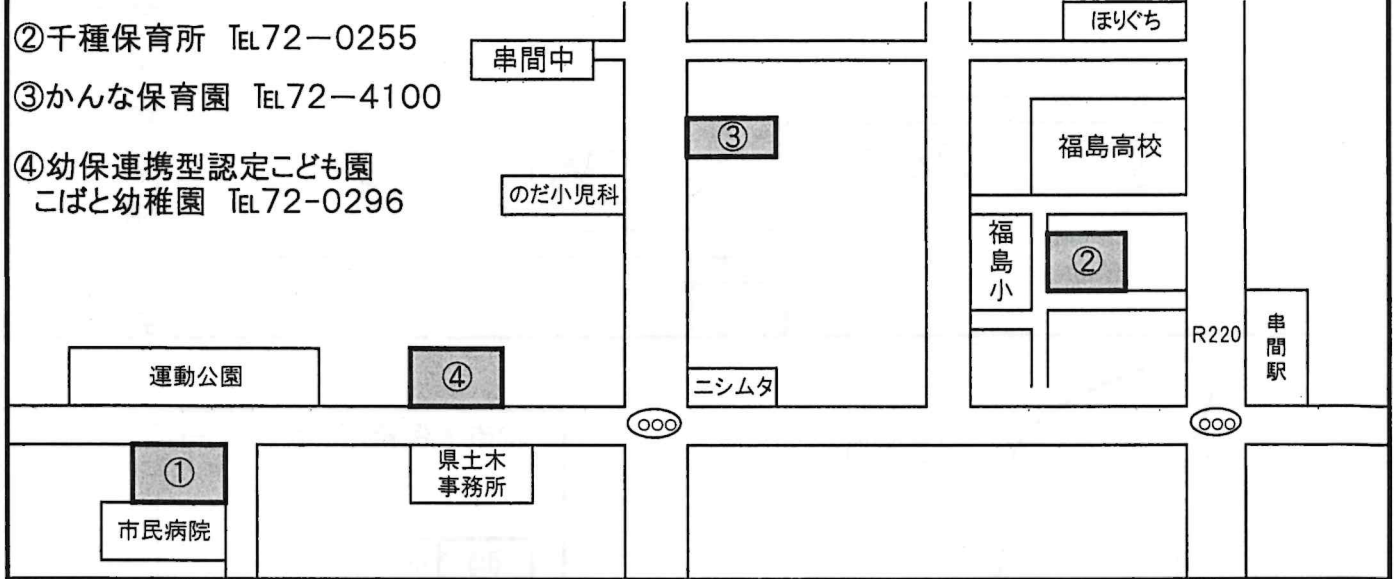 ②千種保育所 ℡72－0255
③かんな保育園 ℡72－4100
④幼保連携型認定こども園
こばと幼稚園 ℡72-0296
串間中
ほりぐち
③
福島高校
のだ小児科
福島小
②
R220
串間駅
運動公園
④
ニシムタ
①
県土木
事務所
市民病院